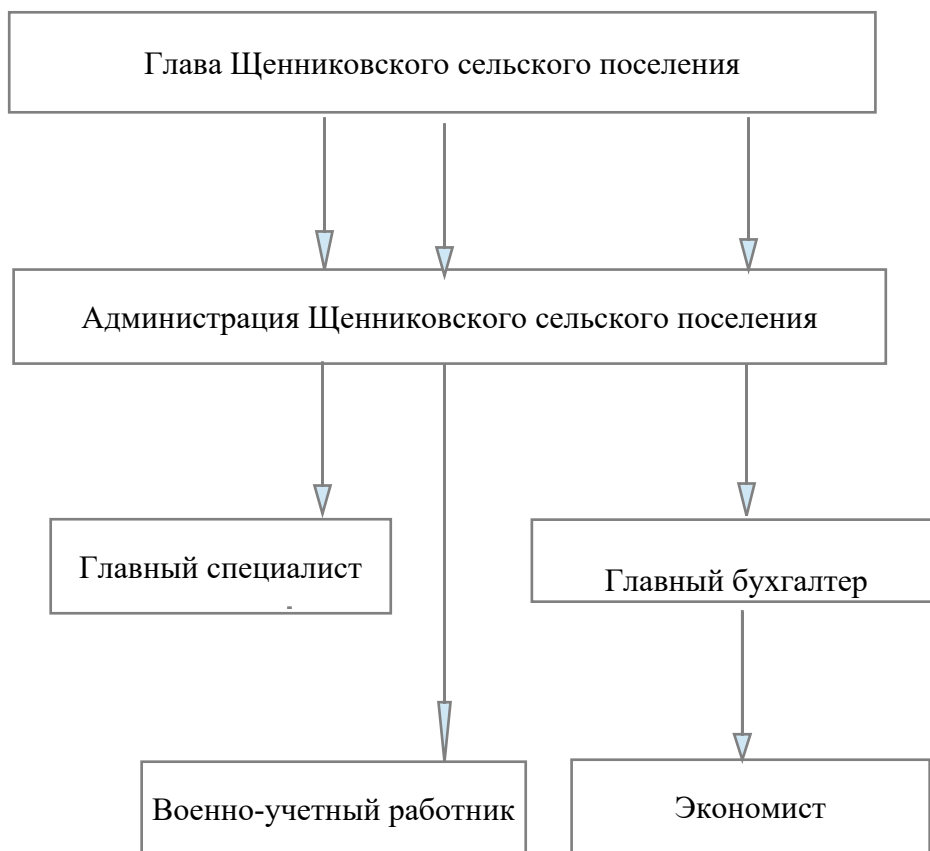 Глава Щенниковского сельского поселения
Администрация Щенниковского сельского поселения
Главный специалист
Главный бухгалтер
Военно-учетный работник
Экономист